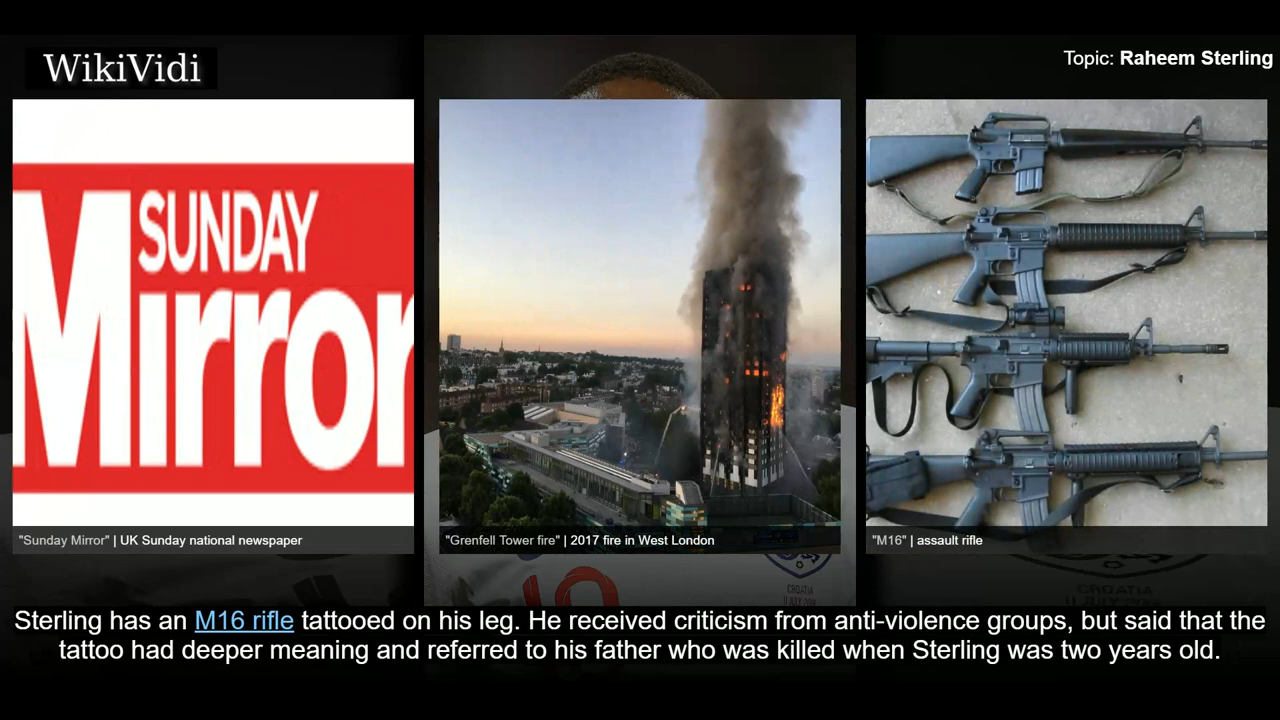 WikiVidi
Topic: Raheem Sterling
SUNDAY
Mirror
"Sunday Mirror" | UK Sunday national newspaper
"Grenfell Tower fire" | 2017 fire in West London
"M16" | assault rifle
CROATIA
Sterling has an M16 rifle tattooed on his leg. He received criticism from anti-violence groups, but said that the
tattoo had deeper meaning and referred to his father who was killed when Sterling was two years old.